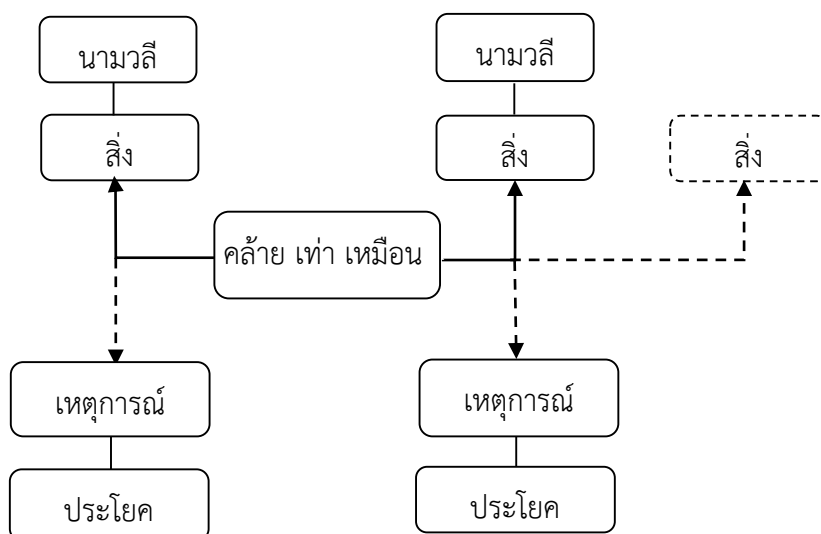 นามวลี
นามวลี
สิ่ง
สิ่ง
สิ่ง
คล้าย เท่า เหมือน
เหตุการณ์
เหตุการณ์
ประโยค
ประโยค